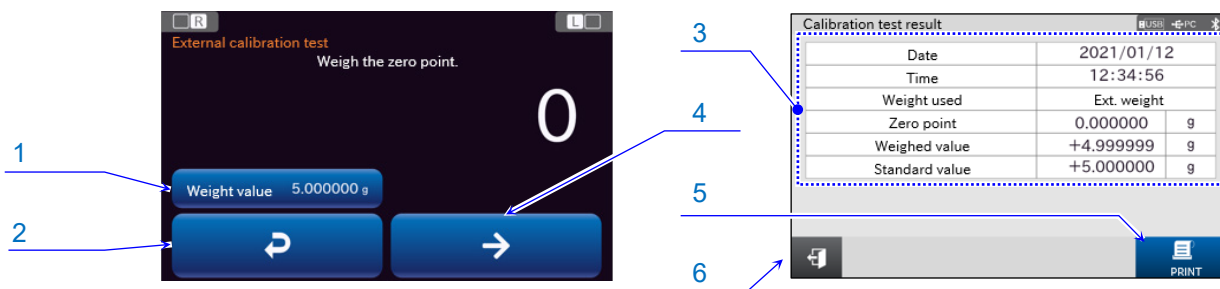 R
L
External calibration test
Weigh the zero point.
0
Weight value 5.000000 g
1
2
3
4
5
6
Calibration test result
USB PC
Date 2021/01/12
Time 12:34:56
Weight used Ext. weight
Zero point 0.000000 g
Weighed value +4.999999 g
Standard value +5.000000 g
PRINT